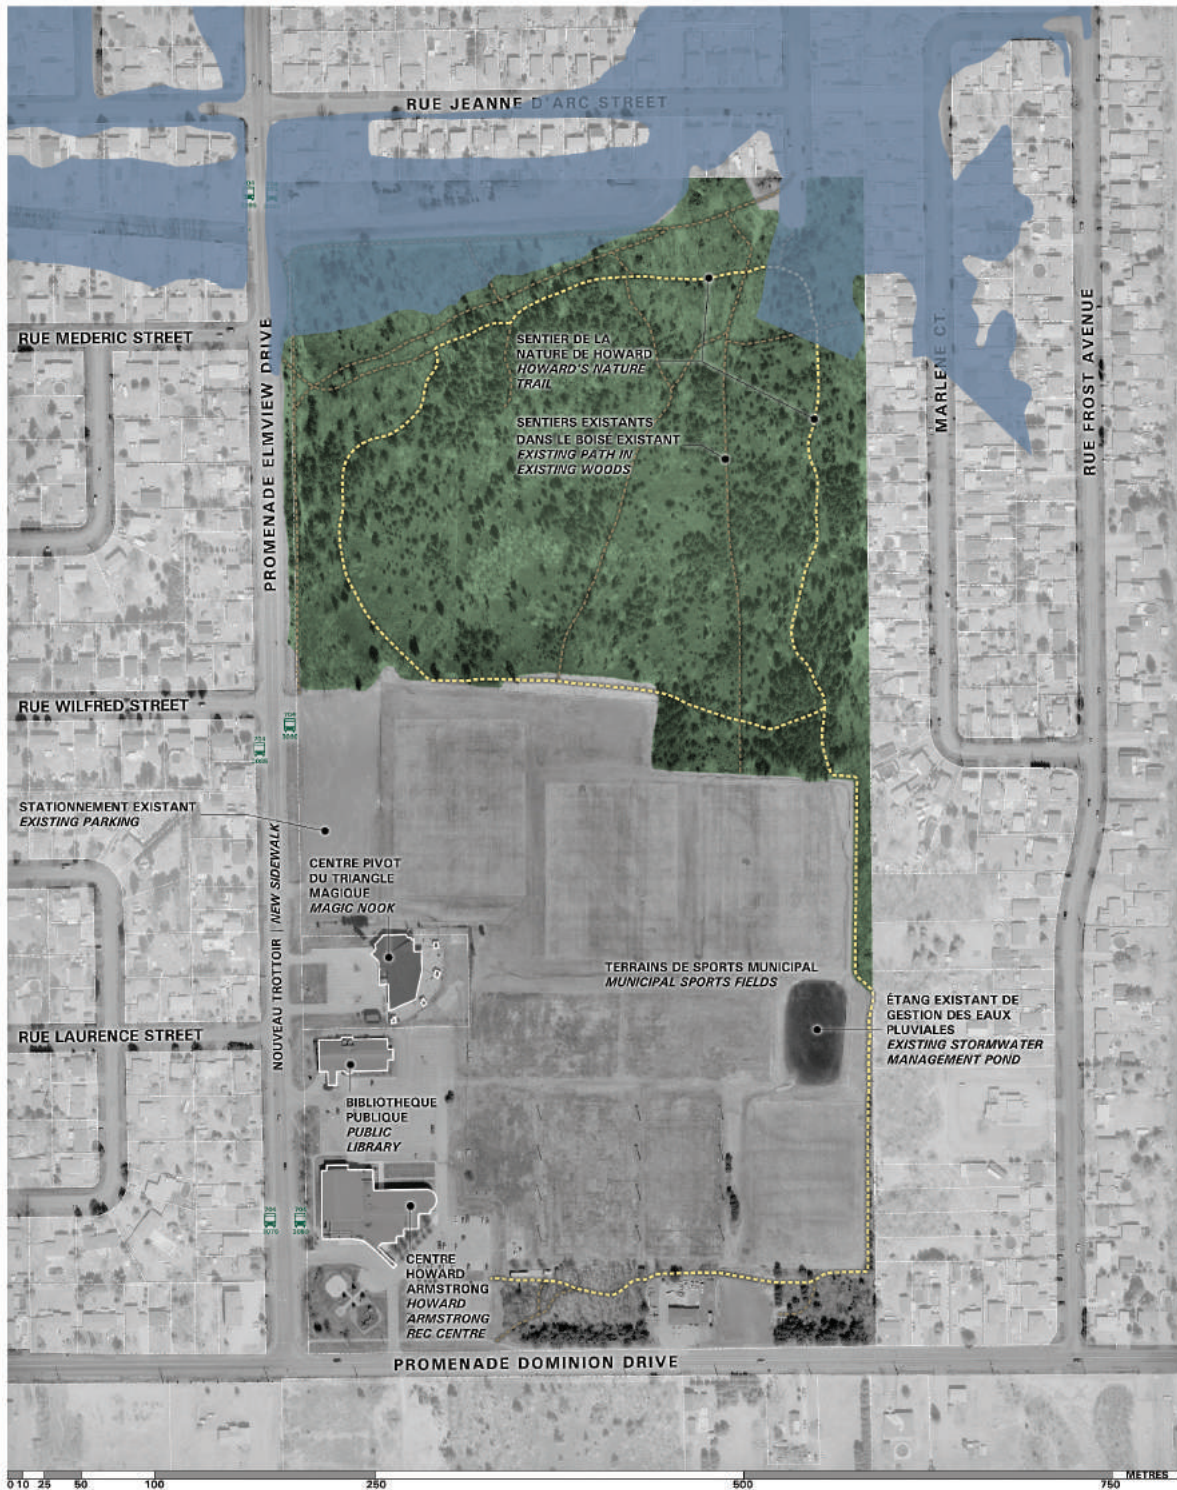 RUE JEANNE D'ARC STREET
RUE MEDERIC STREET
PROMENADE ELMVIEW DRIVE
SENTIER DE LA
NATURE DE HOWARD
HOWARD'S NATURE
TRAIL
SENTIERS EXISTANTS
DANS LE BOISÉ EXISTANT
EXISTING PATH IN
EXISTING WOODS
MARLENE CT.
RUE FROST AVENUE
RUE WILFRED STREET
STATIONNEMENT EXISTANT
EXISTING PARKING
NOUVEAU TROTTOIR | NEW SIDEWALK
CENTRE PIVOT
DU TRIANGLE
MAGIQUE
MAGIC NOOK
TERRAINS DE SPORTS MUNICIPAL
MUNICIPAL SPORTS FIELDS
ÉTANG EXISTANT DE
GESTION DES EAUX
PLUVIALES
EXISTING STORMWATER
MANAGEMENT POND
RUE LAURENCE STREET
BIBLIOTHEQUE
PUBLIQUE
PUBLIC
LIBRARY
CENTRE
HOWARD
ARMSTRONG
HOWARD
ARMSTRONG
REC CENTRE
PROMENADE DOMINION DRIVE
0 10 25 50 100 250 500 750 METRES